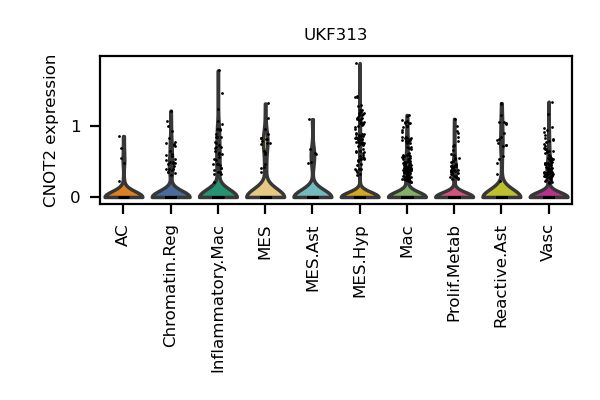 UKF313
CNOT2 expression
1
0
AC
Chromatin.Reg
Inflammatory.Mac
MES
MES.Ast
MES.Hyp
Mac
Prolif.Metab
Reactive.Ast
Vasc